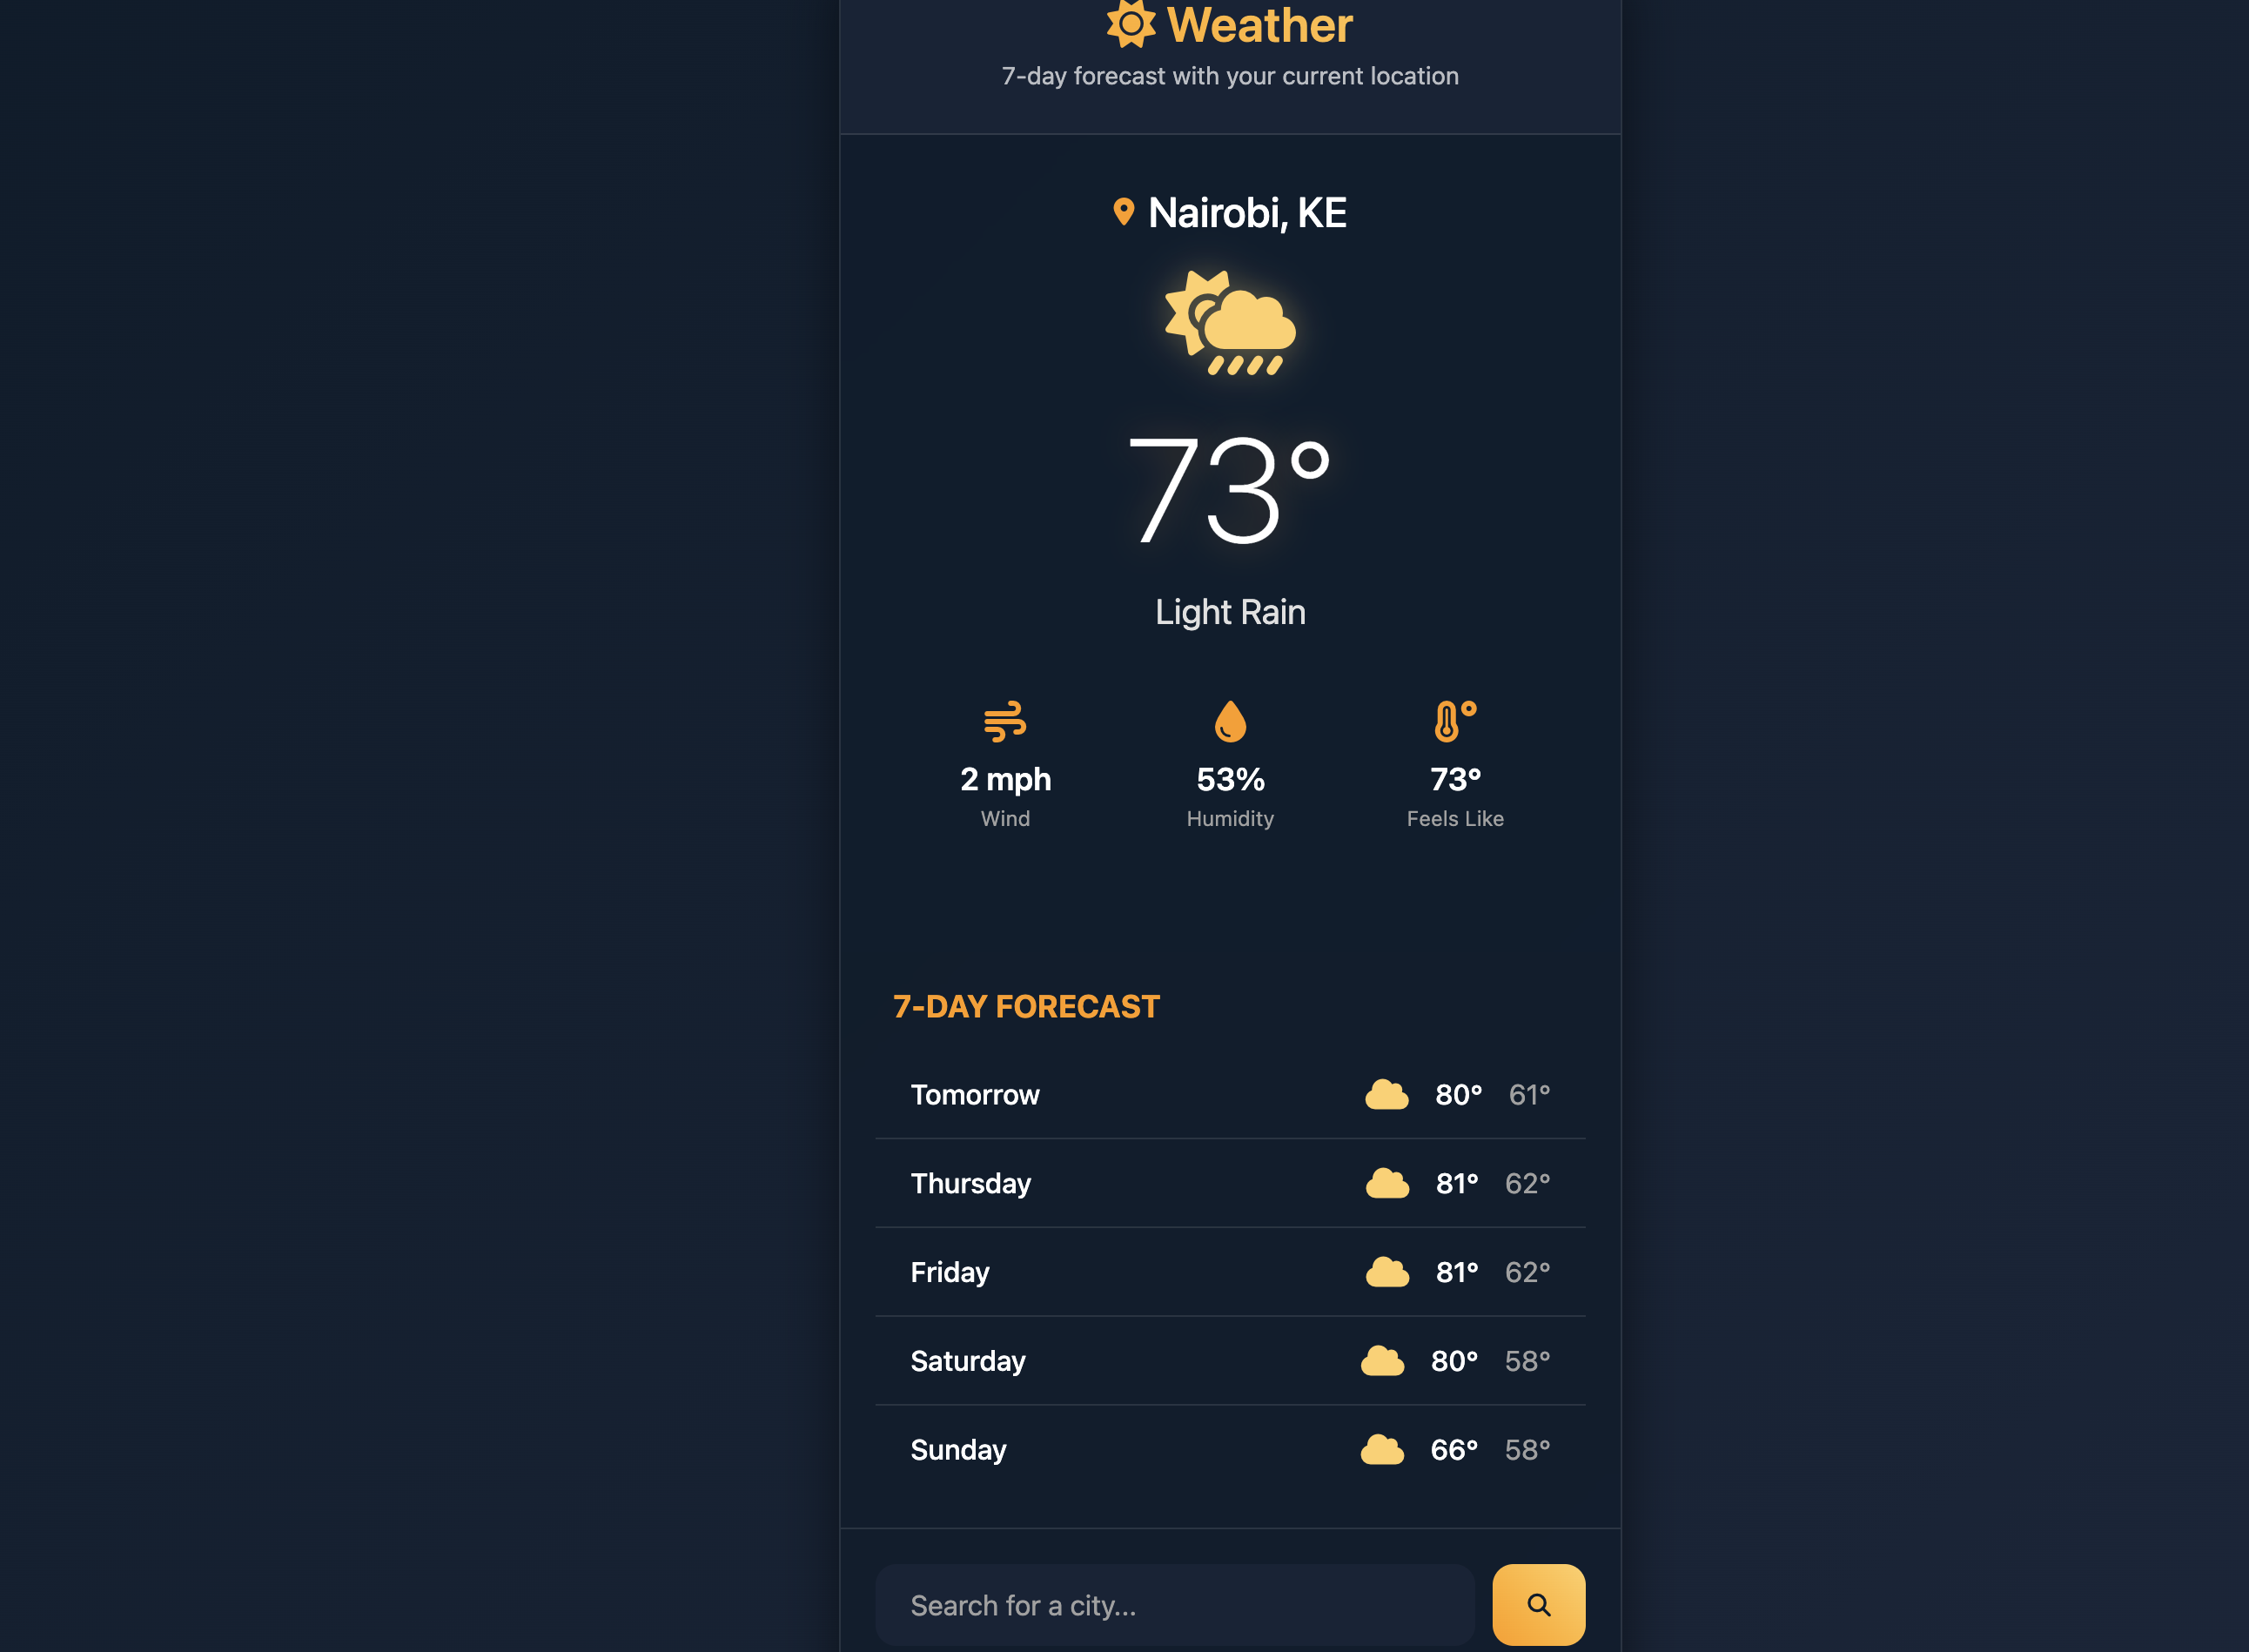 Weather
7-day forecast with your current location
Nairobi, KE
73°
Light Rain
2 mph 53% 73°
Wind Humidity Feels Like
7-DAY FORECAST
Tomorrow 80° 61°
Thursday 81° 62°
Friday 81° 62°
Saturday 80° 58°
Sunday 66° 58°
Search for a city...